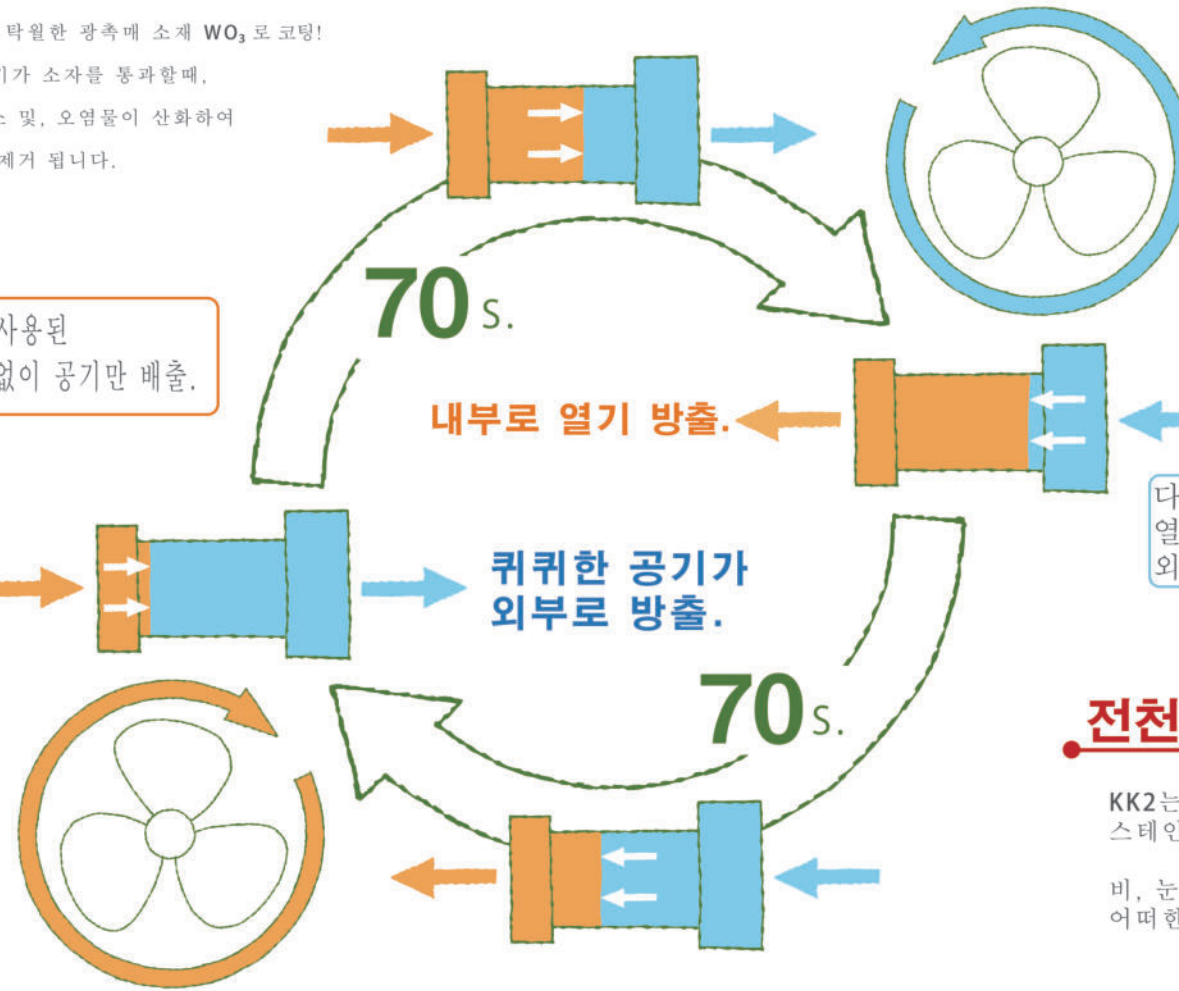 탁월한 광촉매 소재 WO₃ 로 코팅!
기가 소자를 통과할때,
및, 오염물이 산화하여
제거 됩니다.
70 S.
사용된
없이 공기만 배출.
내부로 열기 방출.
다
열
외
퀴퀴한 공기가
외부로 방출.
70 S.
전천
KK2는
스테인
비, 눈
어떠한